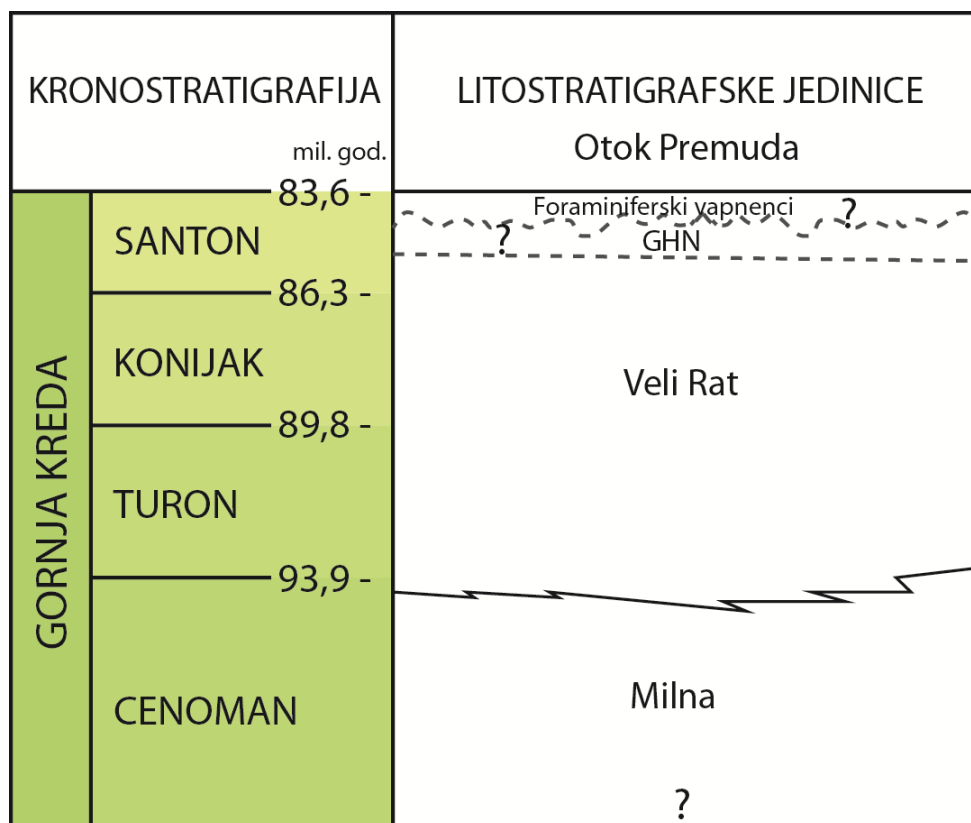 KRONOSTRATIGRAFIJA
mil. god.
LITOSTRATIGRAFSKE JEDINICE
Otok Premuda
GORNJA KREDA
83,6 -
SANTON
86,3 -
KONIJAK
89,8 -
TURON
93,9 -
CENOMAN
Foraminiferski vapnenci ?
? GHN
Veli Rat
Milna
?